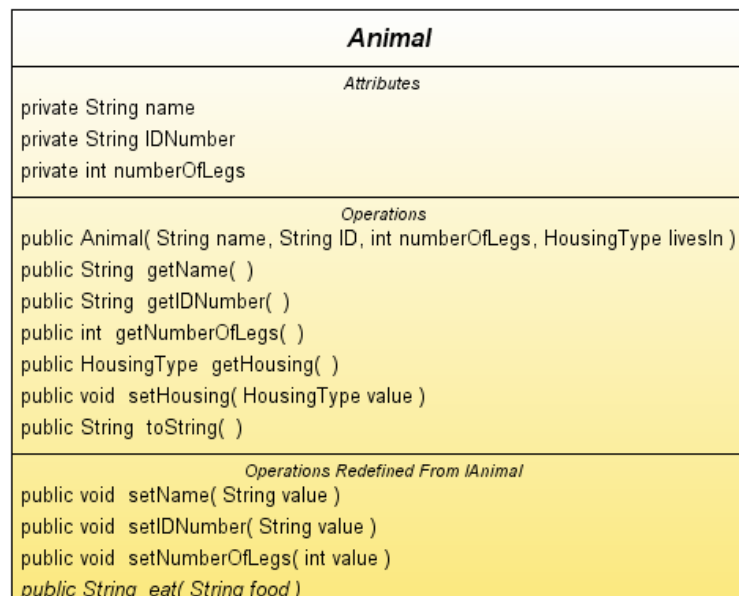 Animal
Attributes
private String name
private String IDNumber
private int numberOfLegs
Operations
public Animal( String name, String ID, int numberOfLegs, HousingType livesIn )
public String getName( )
public String getIDNumber( )
public int getNumberOfLegs( )
public HousingType getHousing( )
public void setHousing( HousingType value )
public String toString( )
Operations Redefined From IAnimal
public void setName( String value )
public void setIDNumber( String value )
public void setNumberOfLegs( int value )
public String eat( String food )